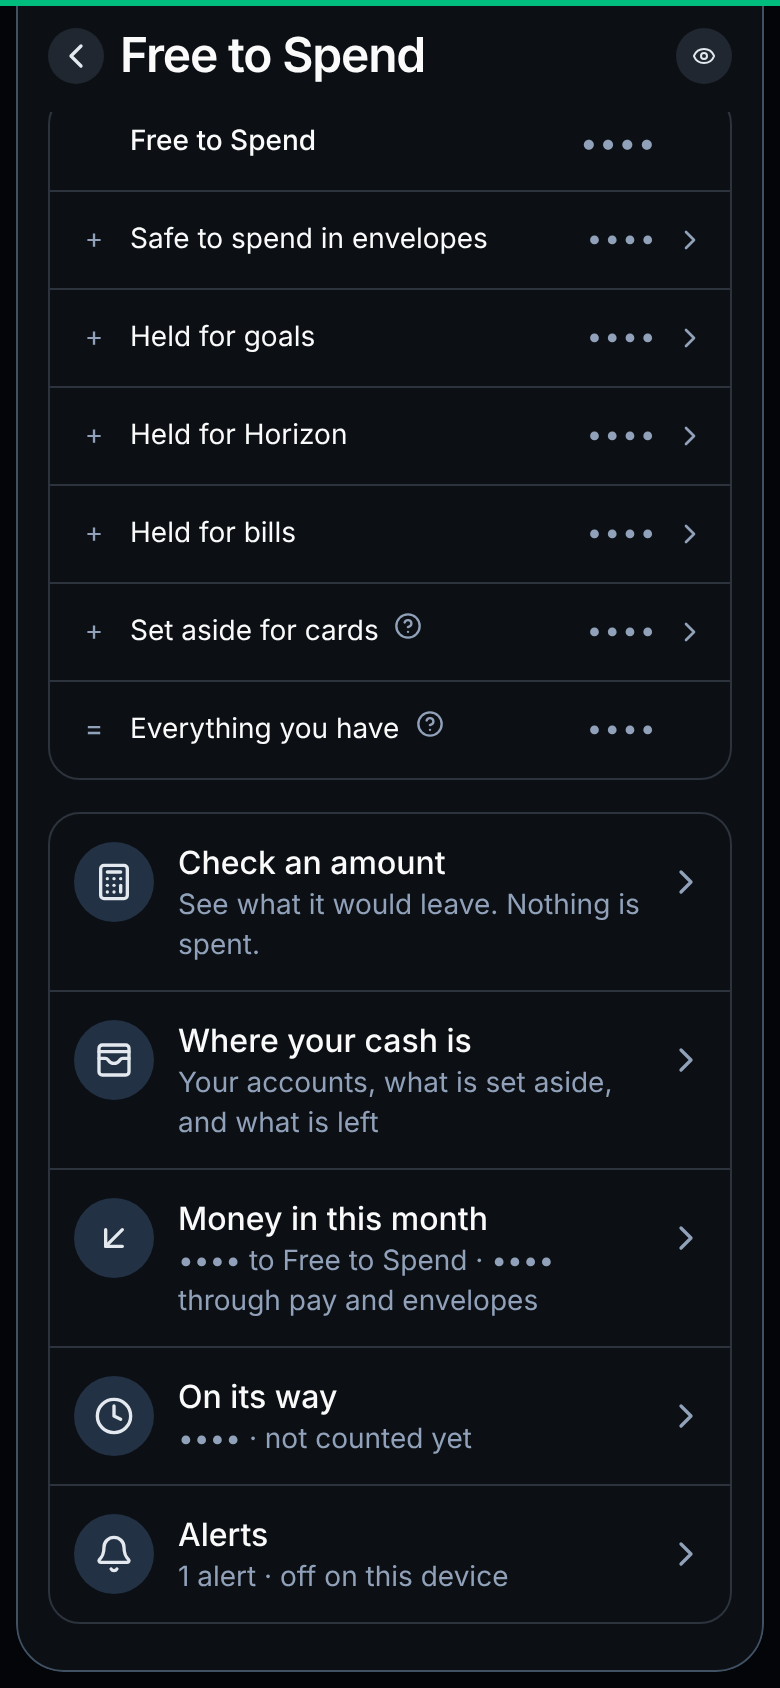 Free to Spend
Free to Spend ••••
+ Safe to spend in envelopes ••••
+ Held for goals ••••
+ Held for Horizon ••••
+ Held for bills ••••
+ Set aside for cards ? ••••
= Everything you have ? ••••
Check an amount
See what it would leave. Nothing is
spent.
Where your cash is
Your accounts, what is set aside,
and what is left
Money in this month
•••• to Free to Spend · ••••
through pay and envelopes
On its way
•••• · not counted yet
Alerts
1 alert · off on this device